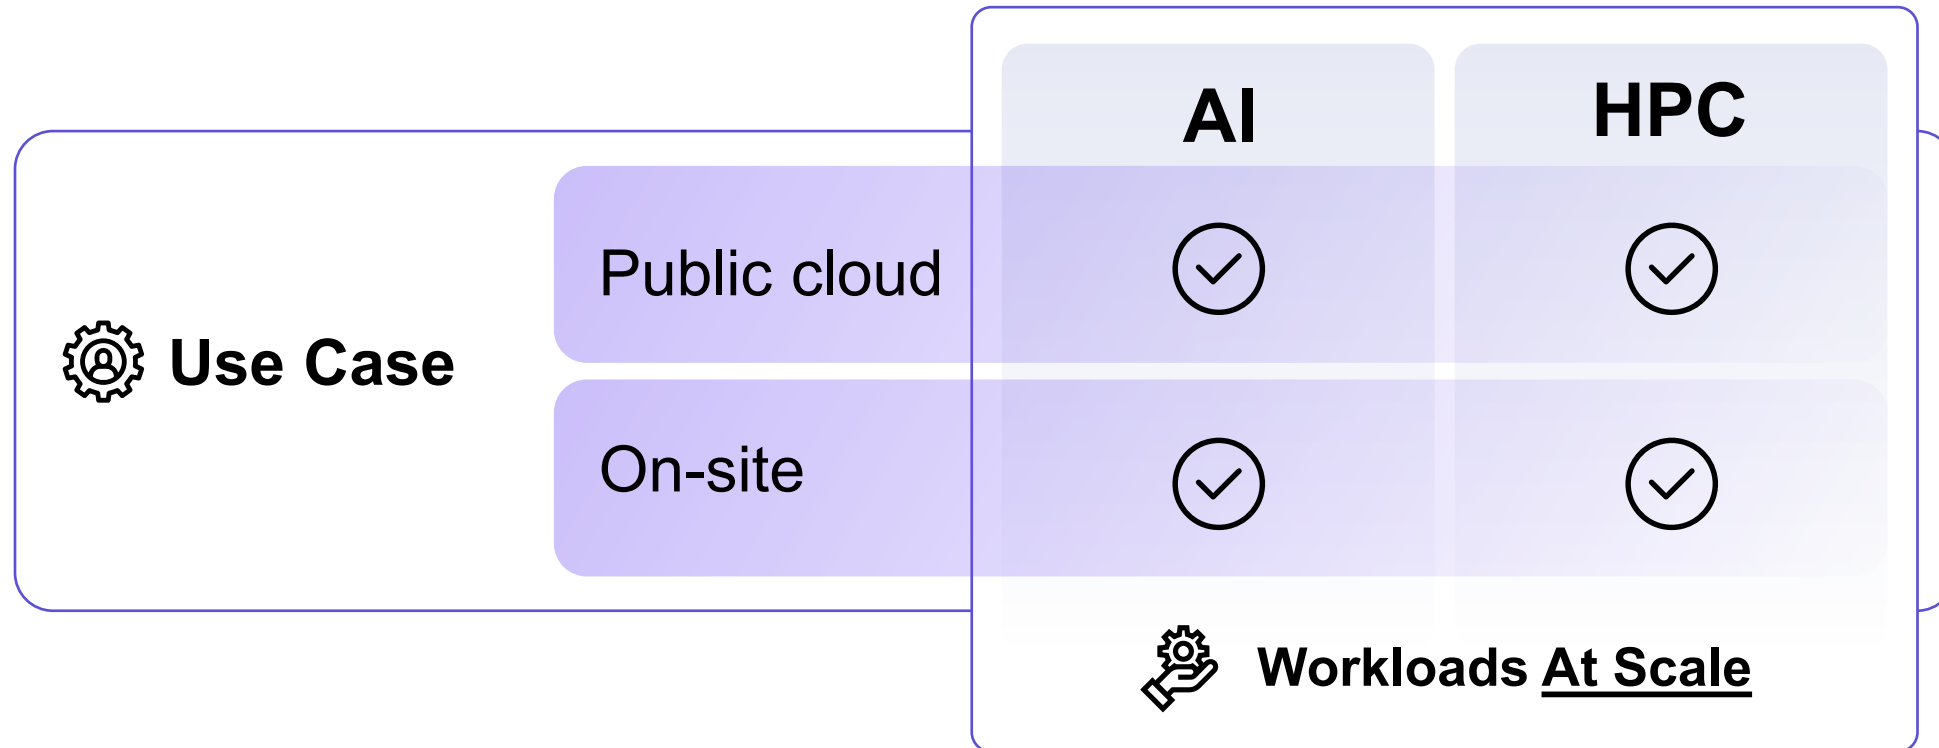 AI
HPC
Public cloud
Use Case
On-site
Workloads At Scale